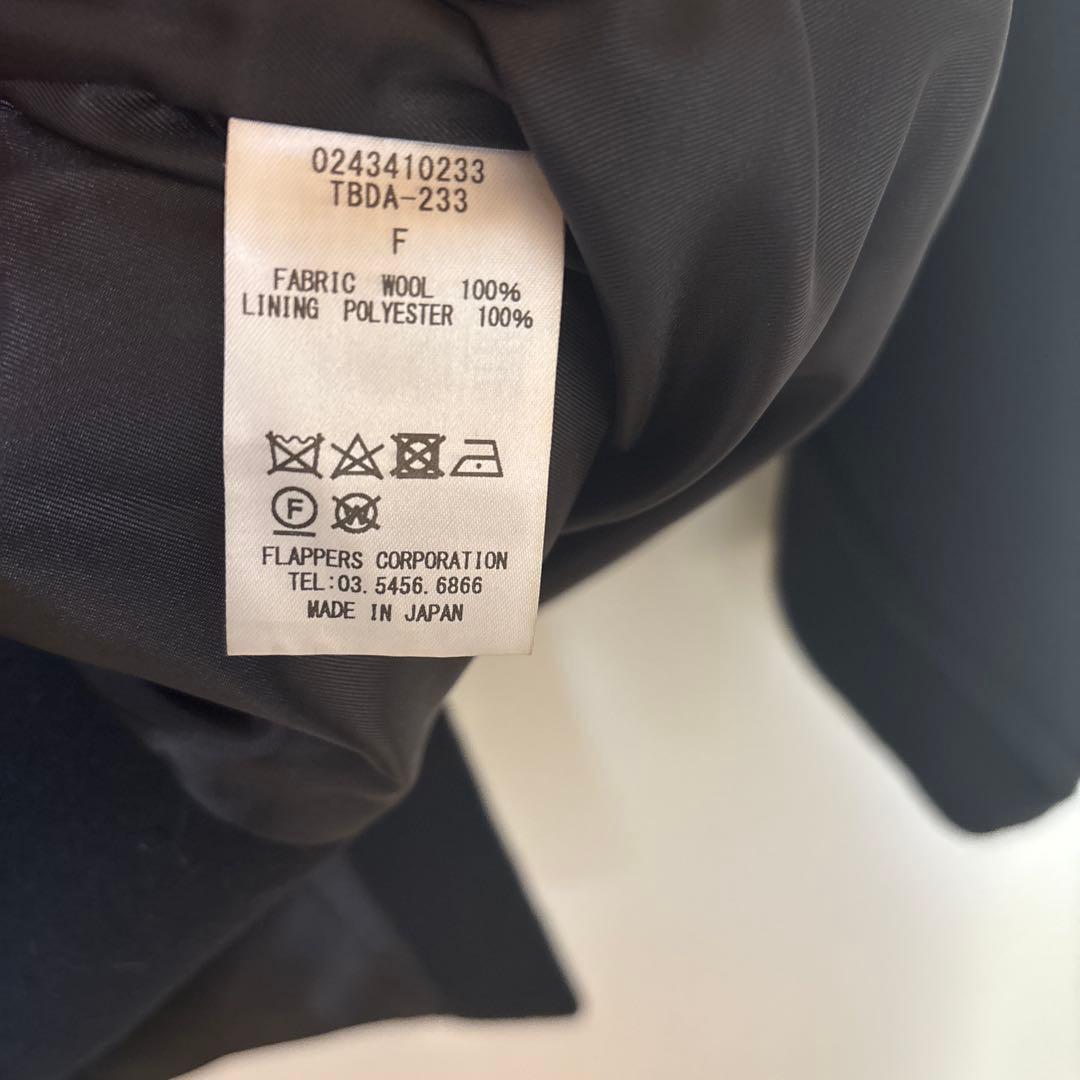 0243410233
TBDA-233
F
FABRIC WOOL 100%
LINING POLYESTER 100%
F W
FLAPPERS CORPORATION
TEL:03.5456.6866
MADE IN JAPAN